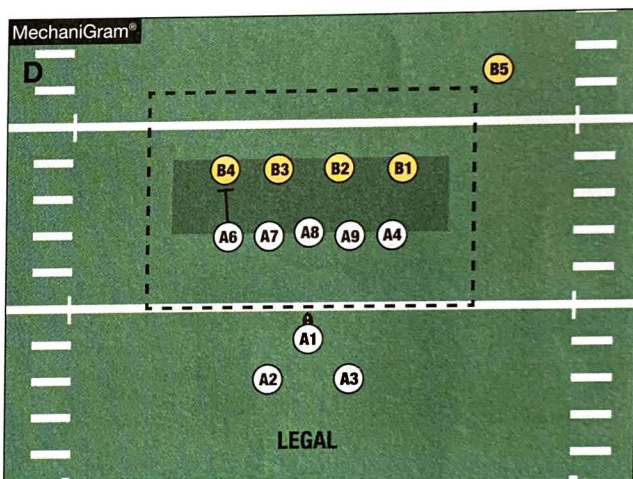 MechaniGram®
D
B5
B4 B3 B2 B1
A6 A7 A8 A9 A4
A1
A2 A3
LEGAL